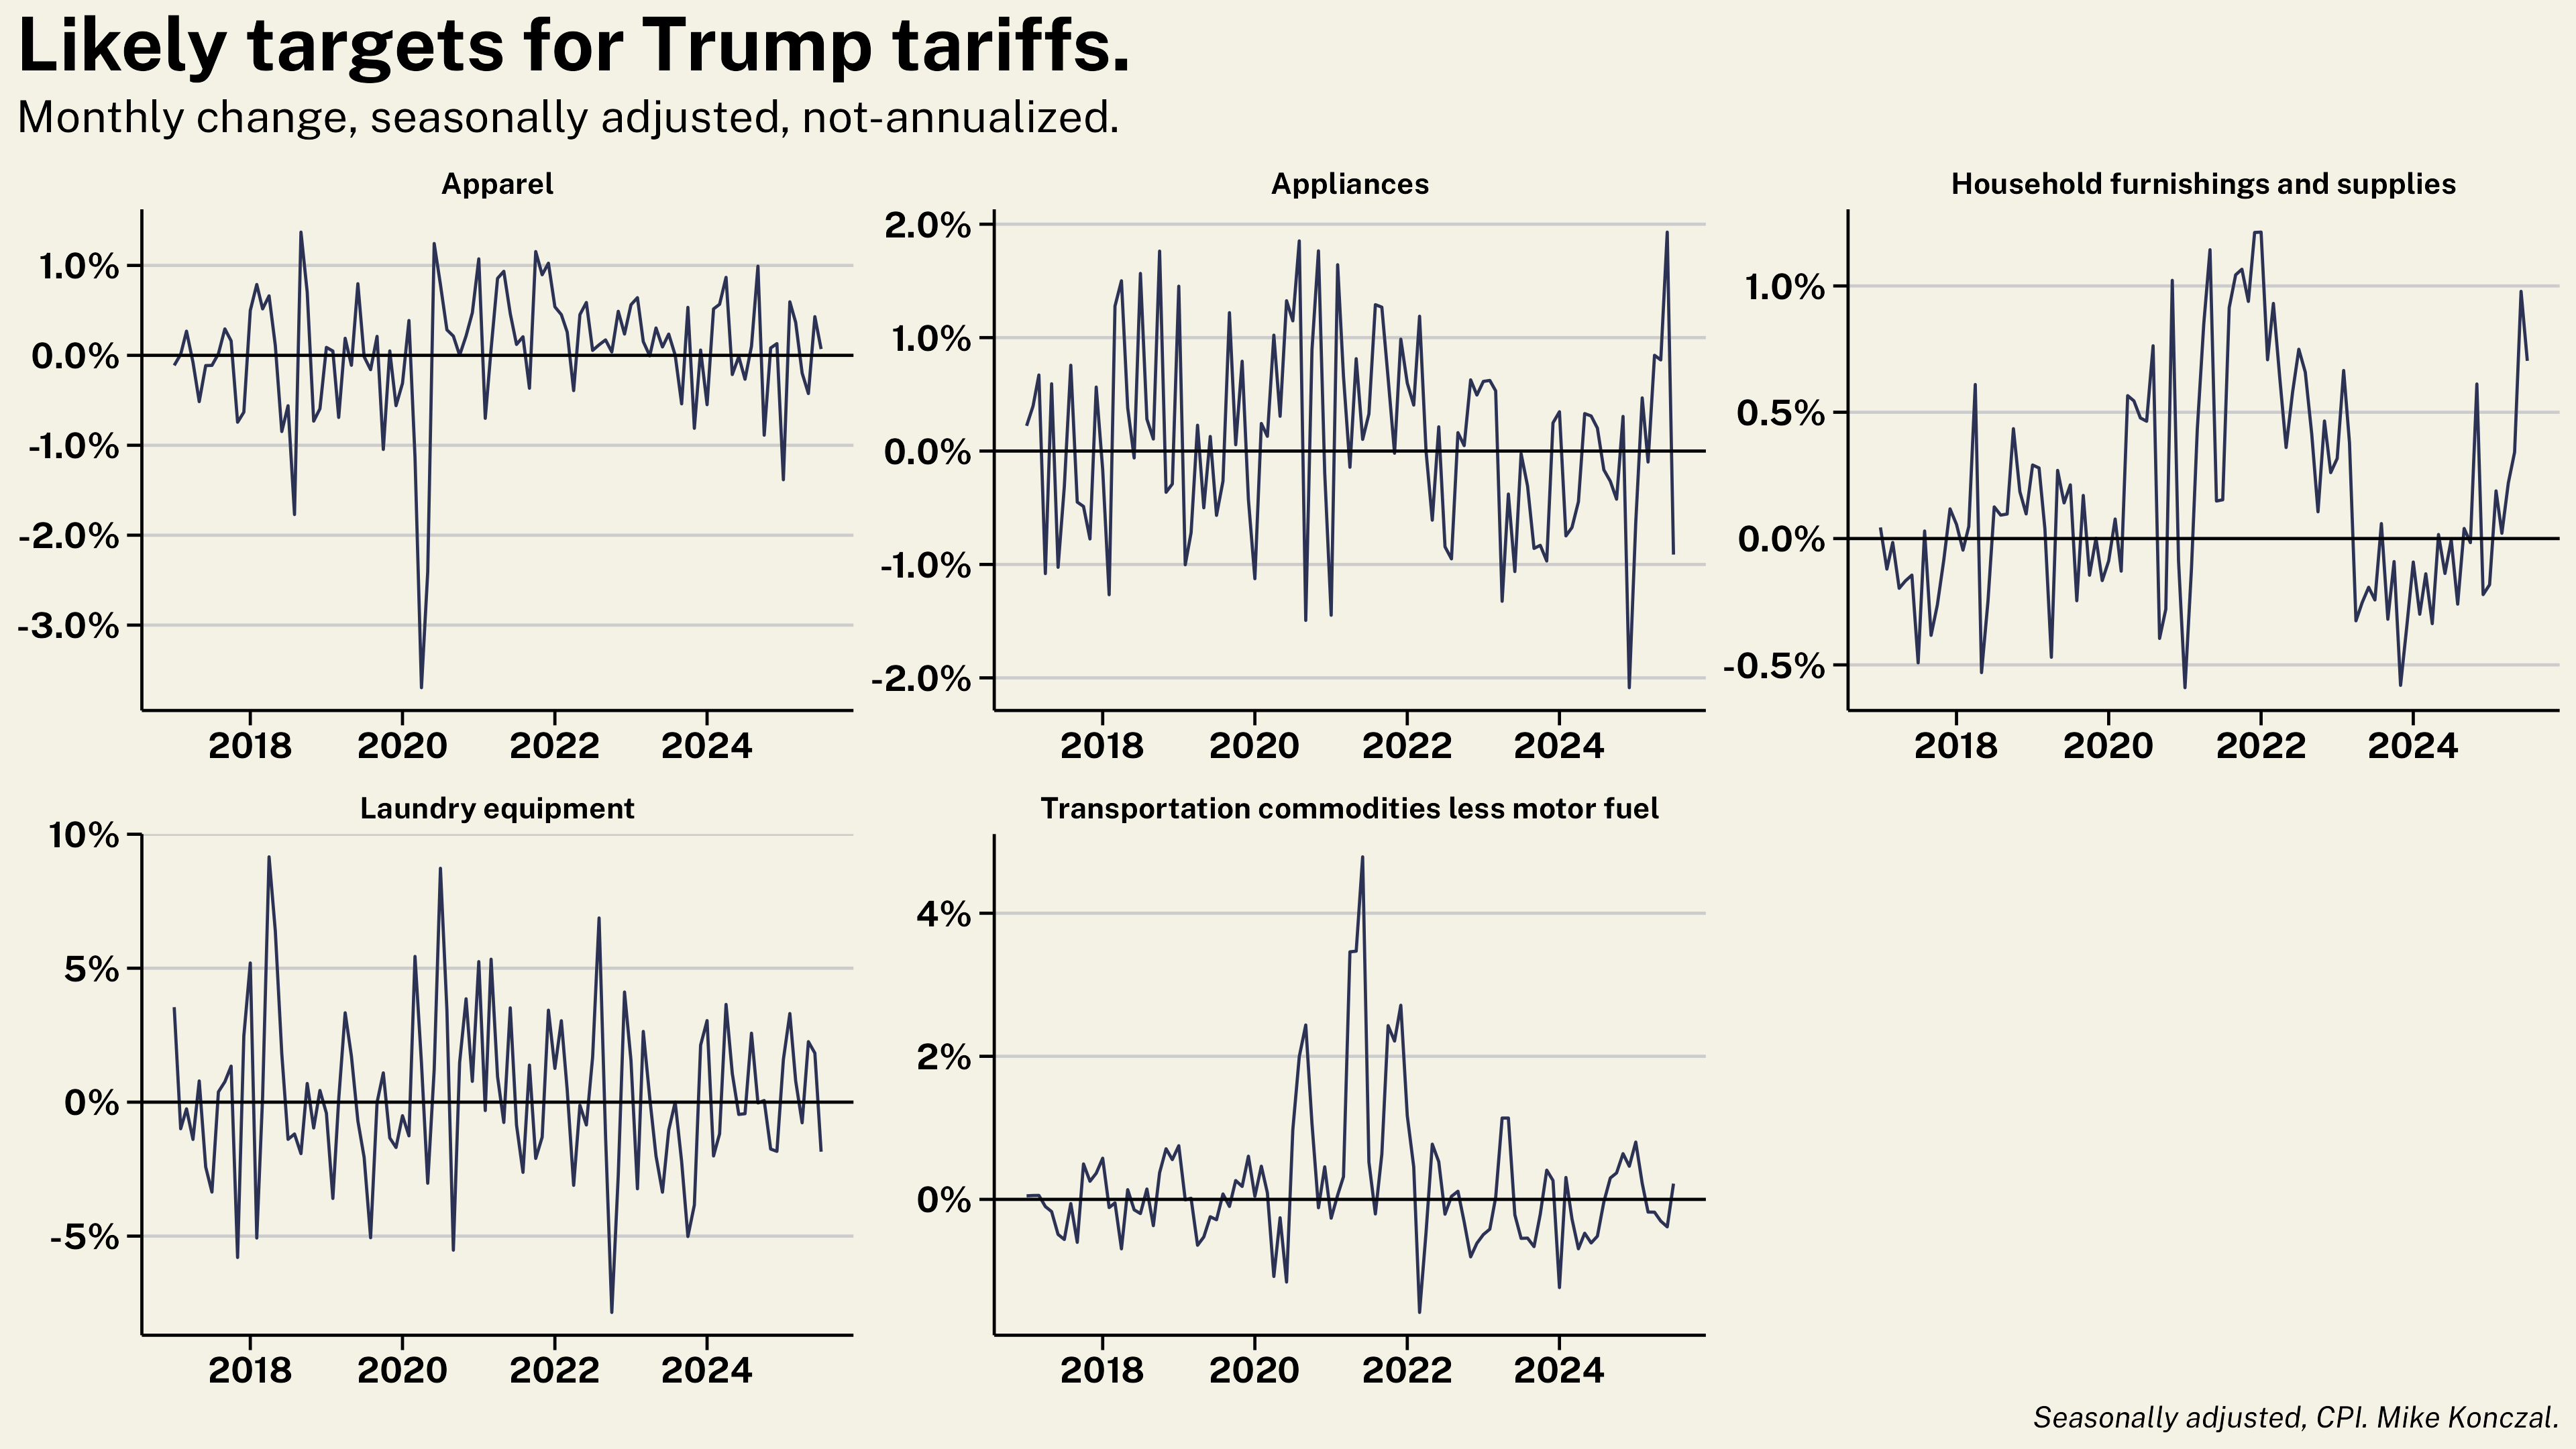 Likely targets for Trump tariffs.
Monthly change, seasonally adjusted, not-annualized.
Apparel
1.0%
0.0%
-1.0%
-2.0%
-3.0%
2018 2020 2022 2024
Appliances
2.0%
1.0%
0.0%
-1.0%
-2.0%
2018 2020 2022 2024
Household furnishings and supplies
1.0%
0.5%
0.0%
-0.5%
2018 2020 2022 2024
Laundry equipment
10%
5%
0%
-5%
2018 2020 2022 2024
Transportation commodities less motor fuel
4%
2%
0%
2018 2020 2022 2024
Seasonally adjusted, CPI. Mike Konczal.